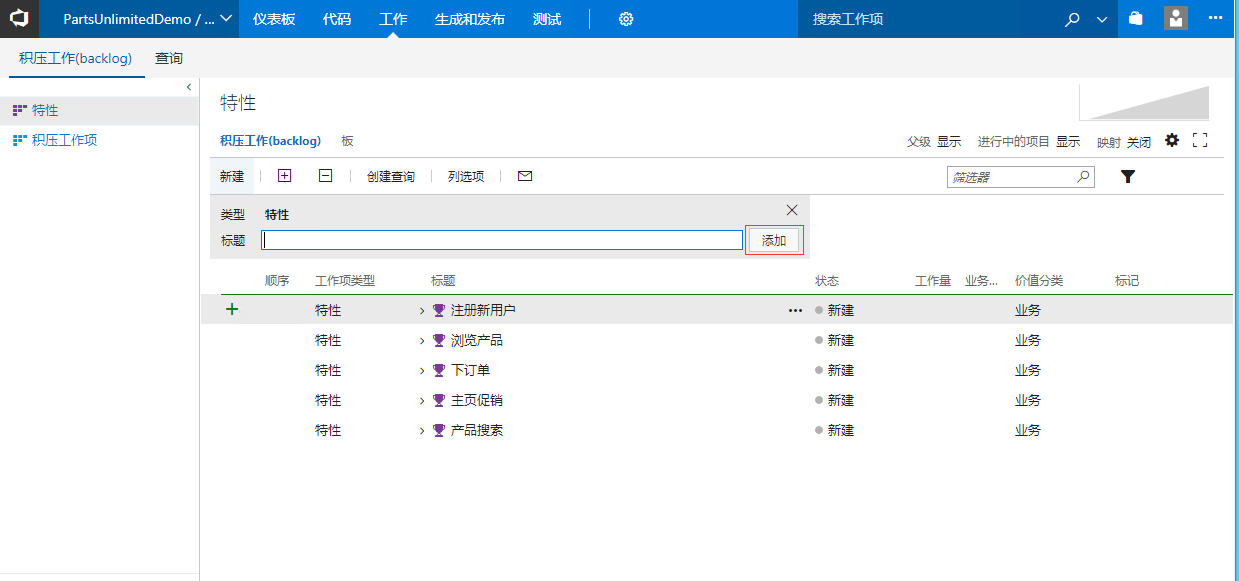 PartsUnlimitedDemo / ... 仪表板 代码 工作 生成和发布 测试 搜索工作项
积压工作(backlog) 查询
特性
积压工作项
特性
积压工作(backlog) 板 父级 显示 进行中的项目 显示 映射 关闭
新建 创建查询 列选项 筛选器
类型 特性
标题 添加
顺序 工作项类型 标题 状态 工作量 业务... 价值分类 标记
特性 注册新用户 ... 新建 业务
特性 浏览产品 新建 业务
特性 下订单 新建 业务
特性 主页促销 新建 业务
特性 产品搜索 新建 业务